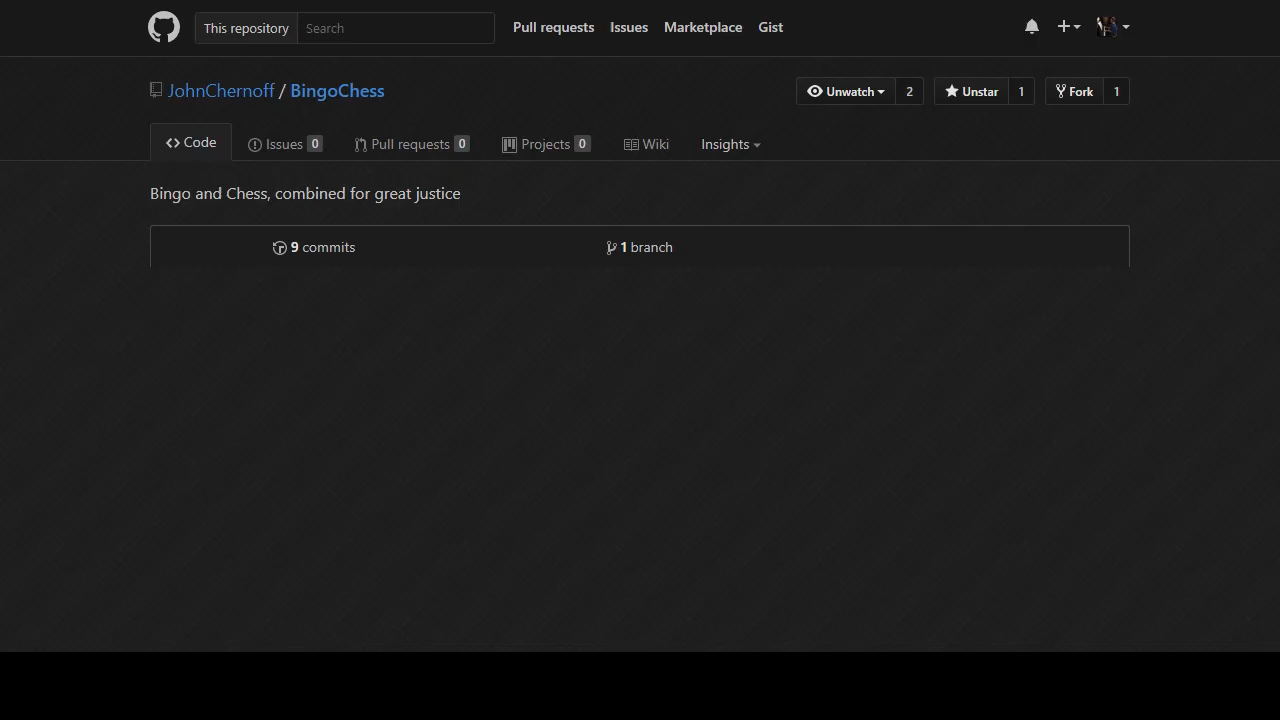 This repository Search Pull requests Issues Marketplace Gist
JohnChernoff / BingoChess Unwatch 2 Unstar 1 Fork 1
Code Issues 0 Pull requests 0 Projects 0 Wiki Insights
Bingo and Chess, combined for great justice
9 commits 1 branch